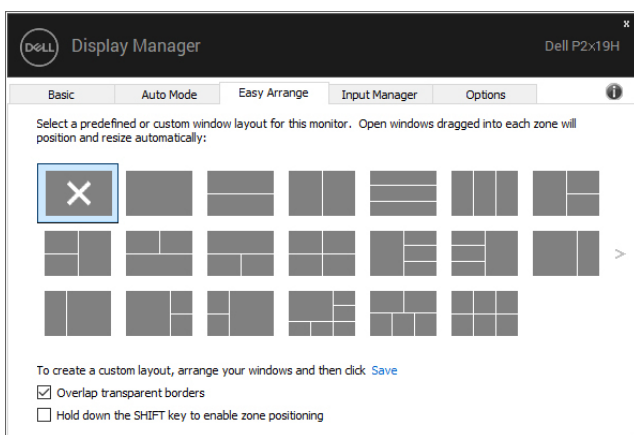 x
DELL Display Manager Dell P2x19H
Basic Auto Mode Easy Arrange Input Manager Options i
Select a predefined or custom window layout for this monitor. Open windows dragged into each zone will
position and resize automatically:
>
To create a custom layout, arrange your windows and then click Save
Overlap transparent borders
Hold down the SHIFT key to enable zone positioning